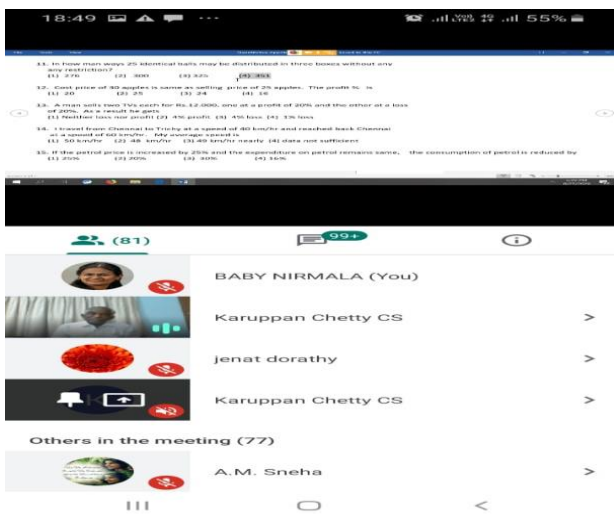 18:49 ... 55%
11. In how man ways 25 identical balls may be distributed in three boxes without any
any restriction?
(1) 276 (2) 300 (3) 325 (4) 351
12. Cost price of 30 apples is same as selling price of 25 apples. The profit % is
(1) 20 (2) 25 (3) 24 (4) 16
13. A man sells two TVs each for Rs.12,000, one at a profit of 20% and the other at a loss
of 20%. As a result he gets
(1) Neither loss nor profit (2) 4% profit (3) 4% loss (4) 1% loss
14. I travel from Chennai to Trichy at a speed of 40 km/hr and reached back Chennai
at a speed of 60 km/hr. My average speed is
(1) 50 km/hr (2) 48 km/hr (3) 49 km/hr nearly (4) data not sufficient
15. If the petrol price is increased by 25% and the expenditure on petrol remains same, the consumption of petrol is reduced by
(1) 25% (2) 20% (3) 30% (4) 16%
(81) 99+
BABY NIRMALA (You)
Karuppan Chetty CS
jenat dorathy
Karuppan Chetty CS
Others in the meeting (77)
A.M. Sneha